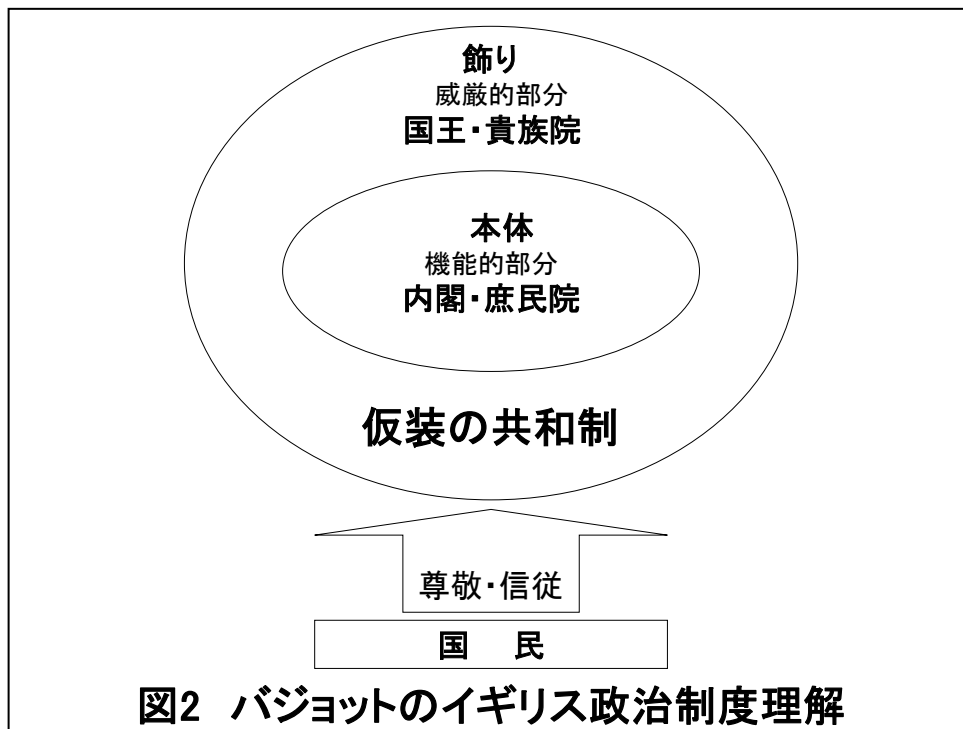 飾り
威厳的部分
国王・貴族院
本体
機能的部分
内閣・庶民院
仮装の共和制
尊敬・信従
国　民
図2　バジョットのイギリス政治制度理解